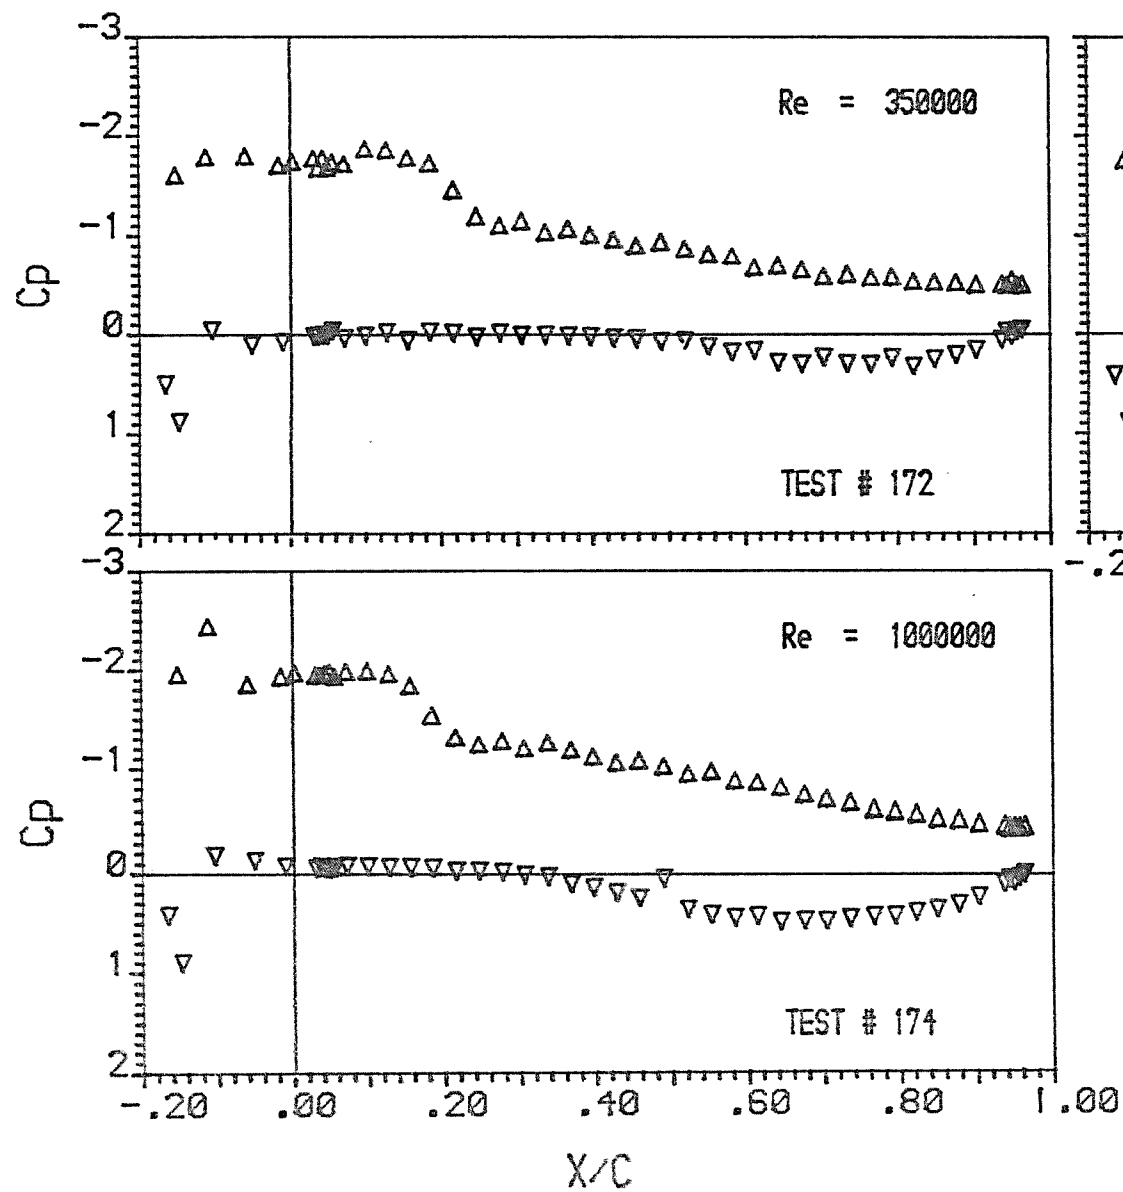 -3
Re = 350000
-2
-1
Cp
0
1
TEST # 172
2
-3
-.2
Re = 1000000
-2
-1
Cp
0
1
TEST # 174
2
-.20 .00 .20 .40 .60 .80 1.00
X/C